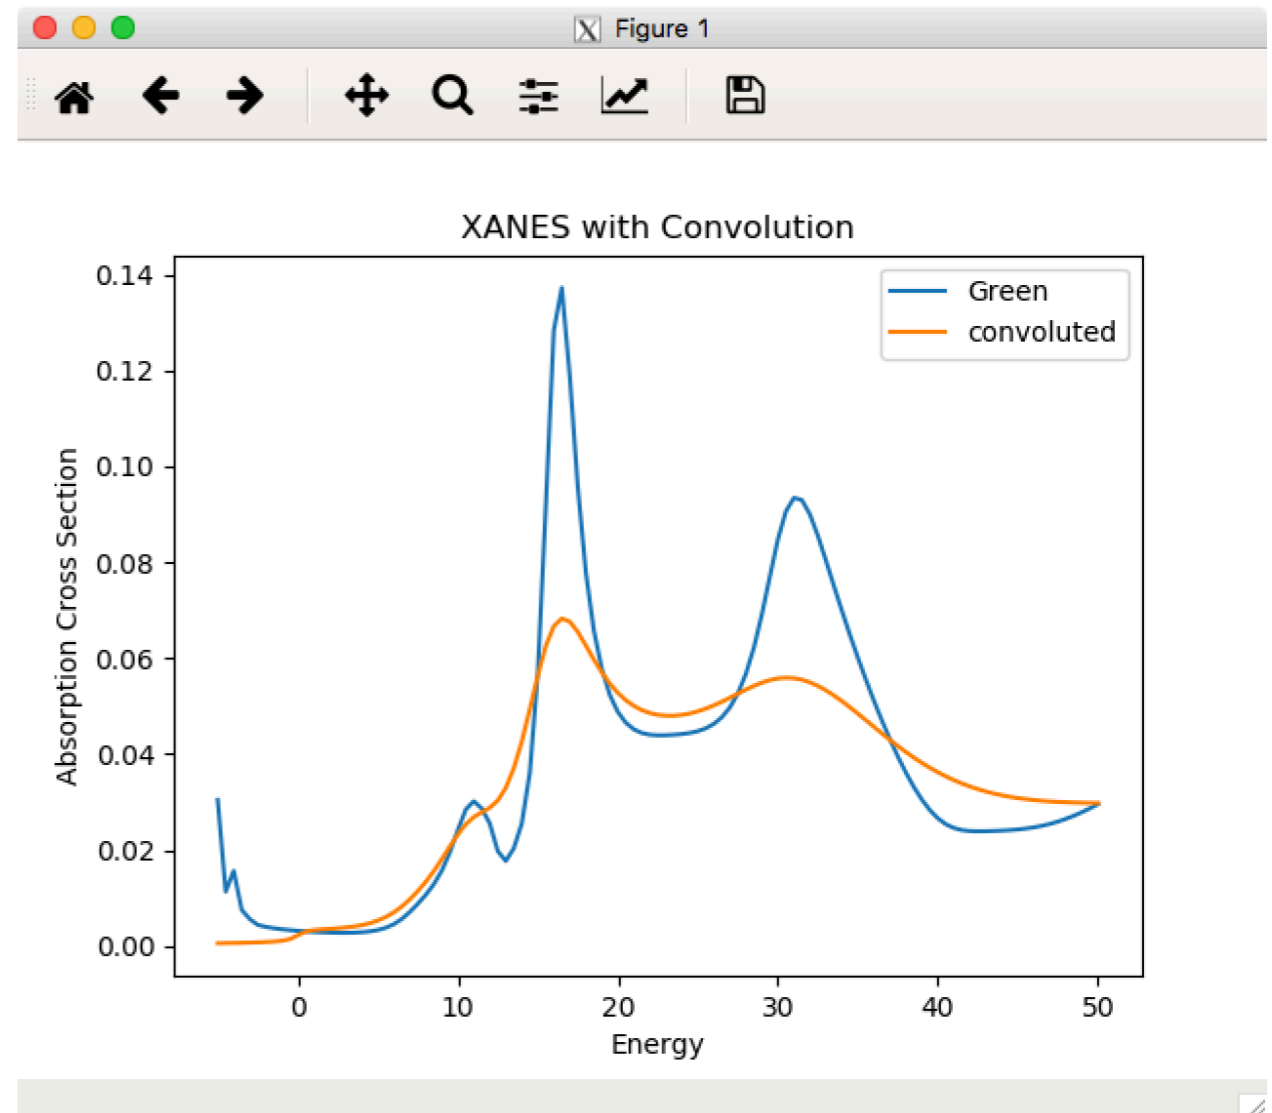 Figure 1
XANES with Convolution
Green
convoluted
Absorption Cross Section
0.14
0.12
0.10
0.08
0.06
0.04
0.02
0.00
0 10 20 30 40 50
Energy